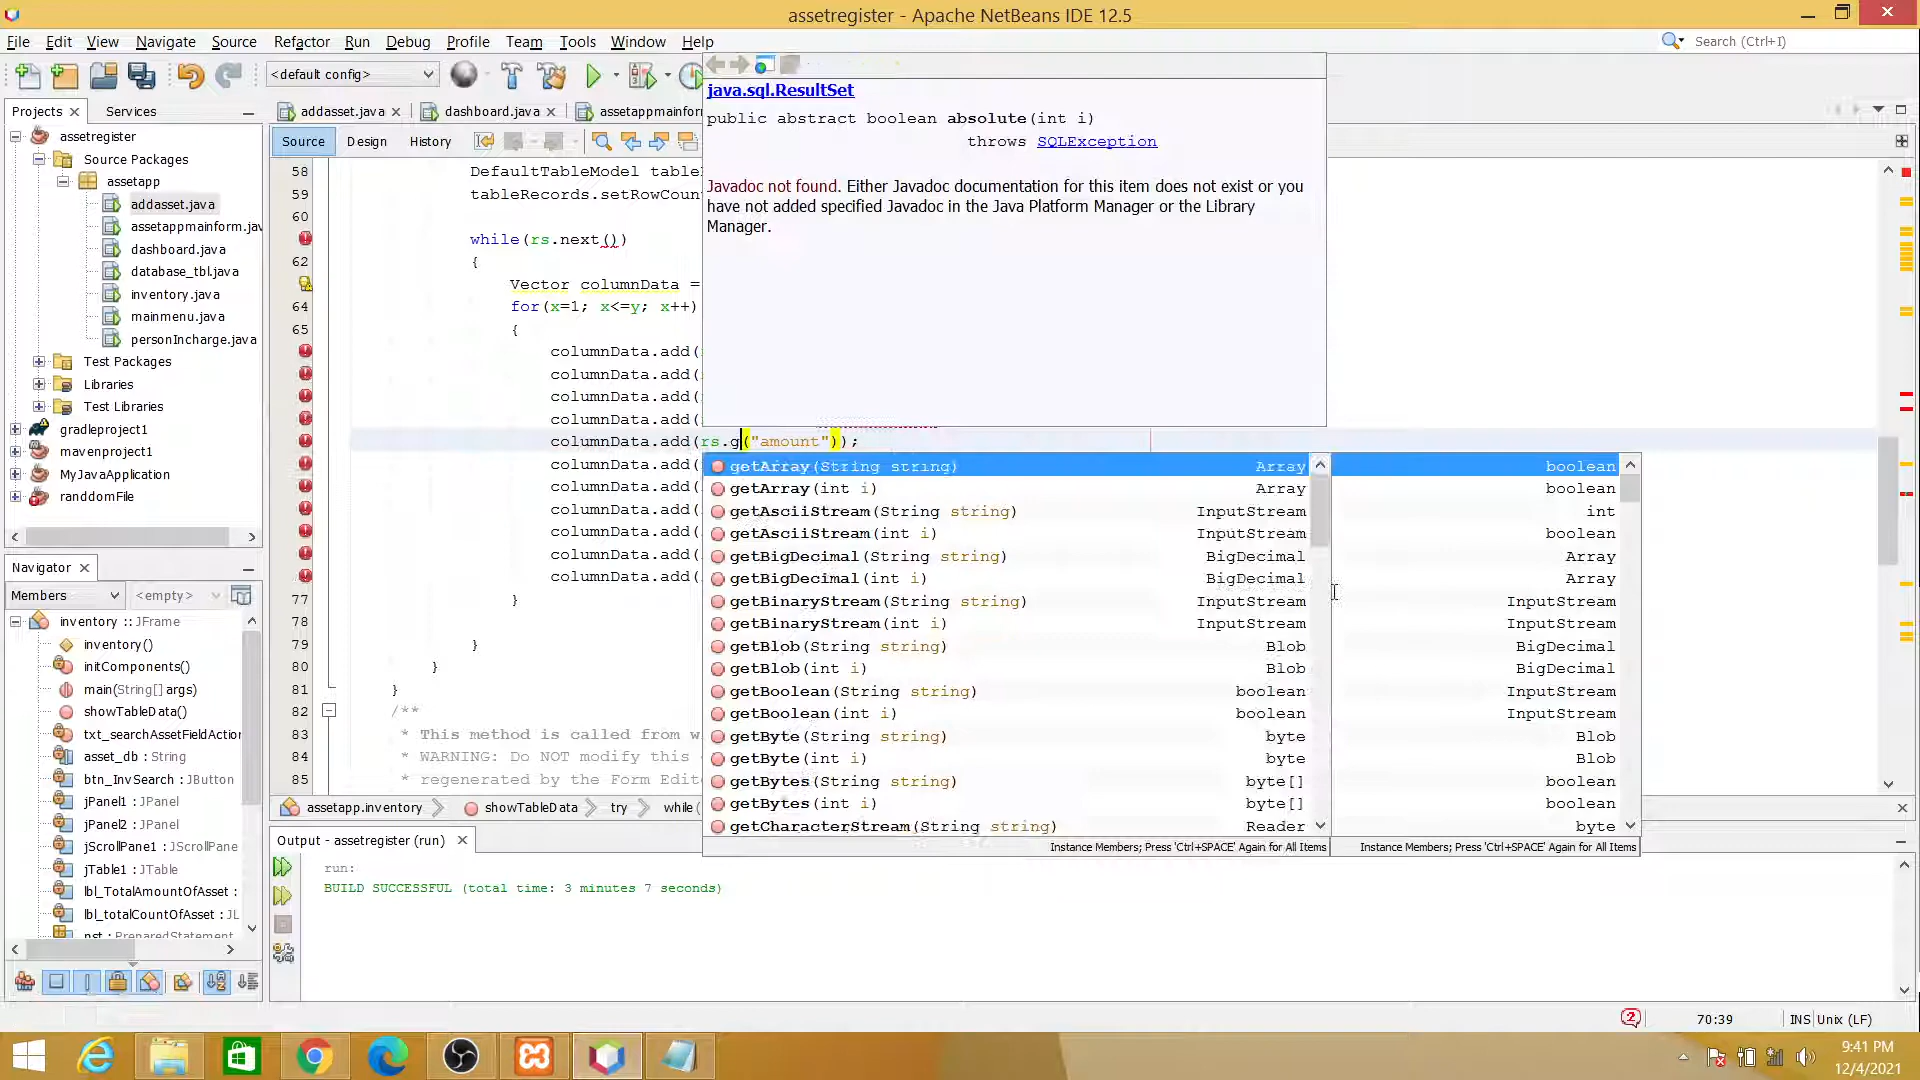 assetregister - Apache NetBeans IDE 12.5
File Edit View Navigate Source Refactor Run Debug Profile Team Tools Window Help
Search (Ctrl+I)
<default config>
Projects
Services
addasset.java
dashboard.java
assetappmainforn
Source Design History
assetregister
Source Packages
assetapp
addasset.java
assetappmainform.jav
dashboard.java
database_tbl.java
inventory.java
mainmenu.java
personIncharge.java
Test Packages
Libraries
Test Libraries
gradleproject1
mavenproject1
MyJavaApplication
randdomFile
Navigator
Members
<empty>
inventory :: JFrame
inventory()
initComponents()
main(String[] args)
showTableData()
txt_searchAssetFieldAction
asset_db : String
btn_InvSearch : JButton
jPanel1 : JPanel
jPanel2 : JPanel
jScrollPane1 : JScrollPane
jTable1 : JTable
lbl_TotalAmountOfAsset :
lbl_totalCountOfAsset : JL
pst : PreparedStatement
58 DefaultTableModel table
59 tableRecords.setRowCoun
60
while(rs.next())
62 {
Vector columnData =
64 for(x=1; x<=y; x++)
65 {
columnData.add(
columnData.add(
columnData.add(
columnData.add(
columnData.add(rs.g("amount"));
columnData.add(
columnData.add(
columnData.add(
columnData.add(
columnData.add(
columnData.add(
77 }
78
79 }
80 }
81 }
82 /**
83 * This method is called from w
84 * WARNING: Do NOT modify this
85 * regenerated by the Form Edit
java.sql.ResultSet
public abstract boolean absolute(int i)
throws SQLException
Javadoc not found. Either Javadoc documentation for this item does not exist or you
have not added specified Javadoc in the Java Platform Manager or the Library
Manager.
getArray(String string) Array
getArray(int i) Array
getAsciiStream(String string) InputStream
getAsciiStream(int i) InputStream
getBigDecimal(String string) BigDecimal
getBigDecimal(int i) BigDecimal
getBinaryStream(String string) InputStream
getBinaryStream(int i) InputStream
getBlob(String string) Blob
getBlob(int i) Blob
getBoolean(String string) boolean
getBoolean(int i) boolean
getByte(String string) byte
getByte(int i) byte
getBytes(String string) byte[]
getBytes(int i) byte[]
getCharacterStream(String string) Reader
Instance Members; Press 'Ctrl+SPACE' Again for All Items
boolean
boolean
int
boolean
Array
Array
InputStream
InputStream
BigDecimal
BigDecimal
InputStream
InputStream
Blob
Blob
boolean
boolean
byte
Instance Members; Press 'Ctrl+SPACE' Again for All Items
assetapp.inventory showTableData try while (
Output - assetregister (run)
run:
BUILD SUCCESSFUL (total time: 3 minutes 7 seconds)
2
70:39
INS Unix (LF)
9:41 PM
12/4/2021